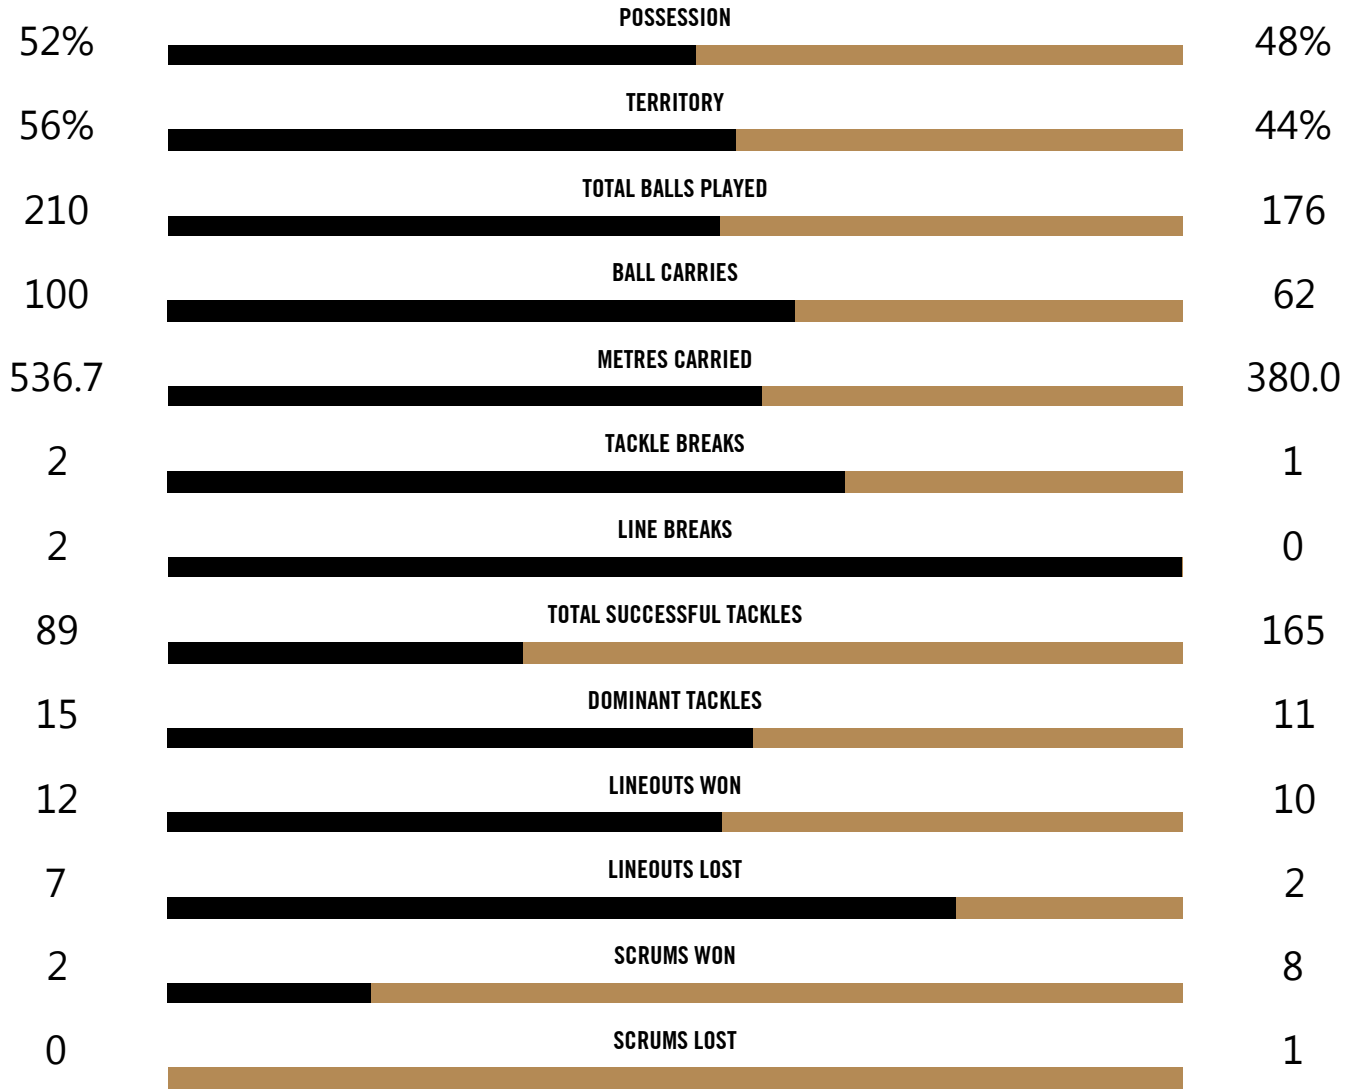 POSSESSION
52% 48%
TERRITORY
56% 44%
TOTAL BALLS PLAYED
210 176
BALL CARRIES
100 62
METRES CARRIED
536.7 380.0
TACKLE BREAKS
2 1
LINE BREAKS
2 0
TOTAL SUCCESSFUL TACKLES
89 165
DOMINANT TACKLES
15 11
LINEOUTS WON
12 10
LINEOUTS LOST
7 2
SCRUMS WON
2 8
SCRUMS LOST
0 1